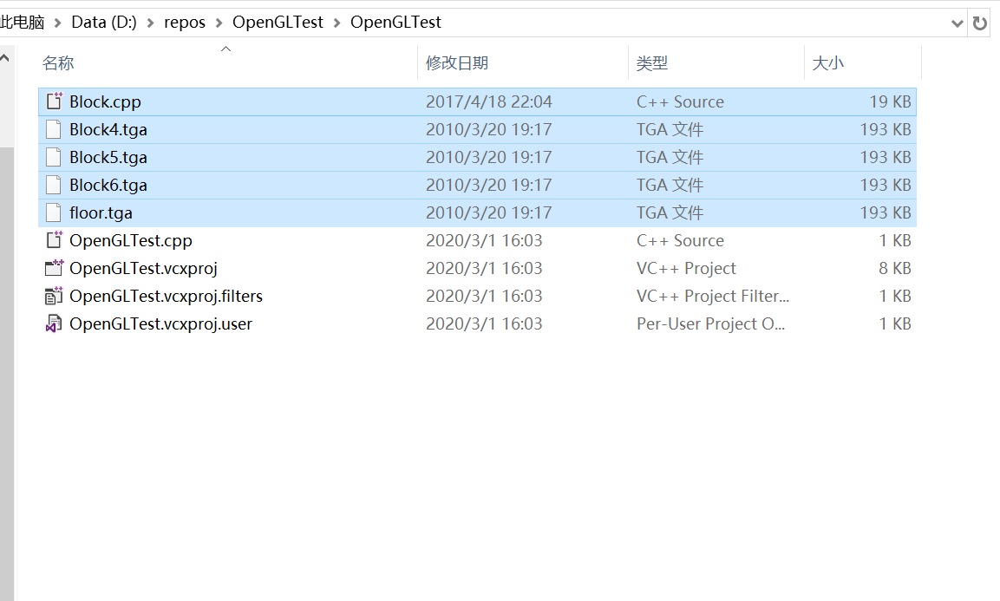 此电脑 > Data (D:) > repos > OpenGLTest > OpenGLTest
名称 修改日期 类型 大小
Block.cpp 2017/4/18 22:04 C++ Source 19 KB
Block4.tga 2010/3/20 19:17 TGA 文件 193 KB
Block5.tga 2010/3/20 19:17 TGA 文件 193 KB
Block6.tga 2010/3/20 19:17 TGA 文件 193 KB
floor.tga 2010/3/20 19:17 TGA 文件 193 KB
OpenGLTest.cpp 2020/3/1 16:03 C++ Source 1 KB
OpenGLTest.vcxproj 2020/3/1 16:03 VC++ Project 8 KB
OpenGLTest.vcxproj.filters 2020/3/1 16:03 VC++ Project Filter... 1 KB
OpenGLTest.vcxproj.user 2020/3/1 16:03 Per-User Project O... 1 KB